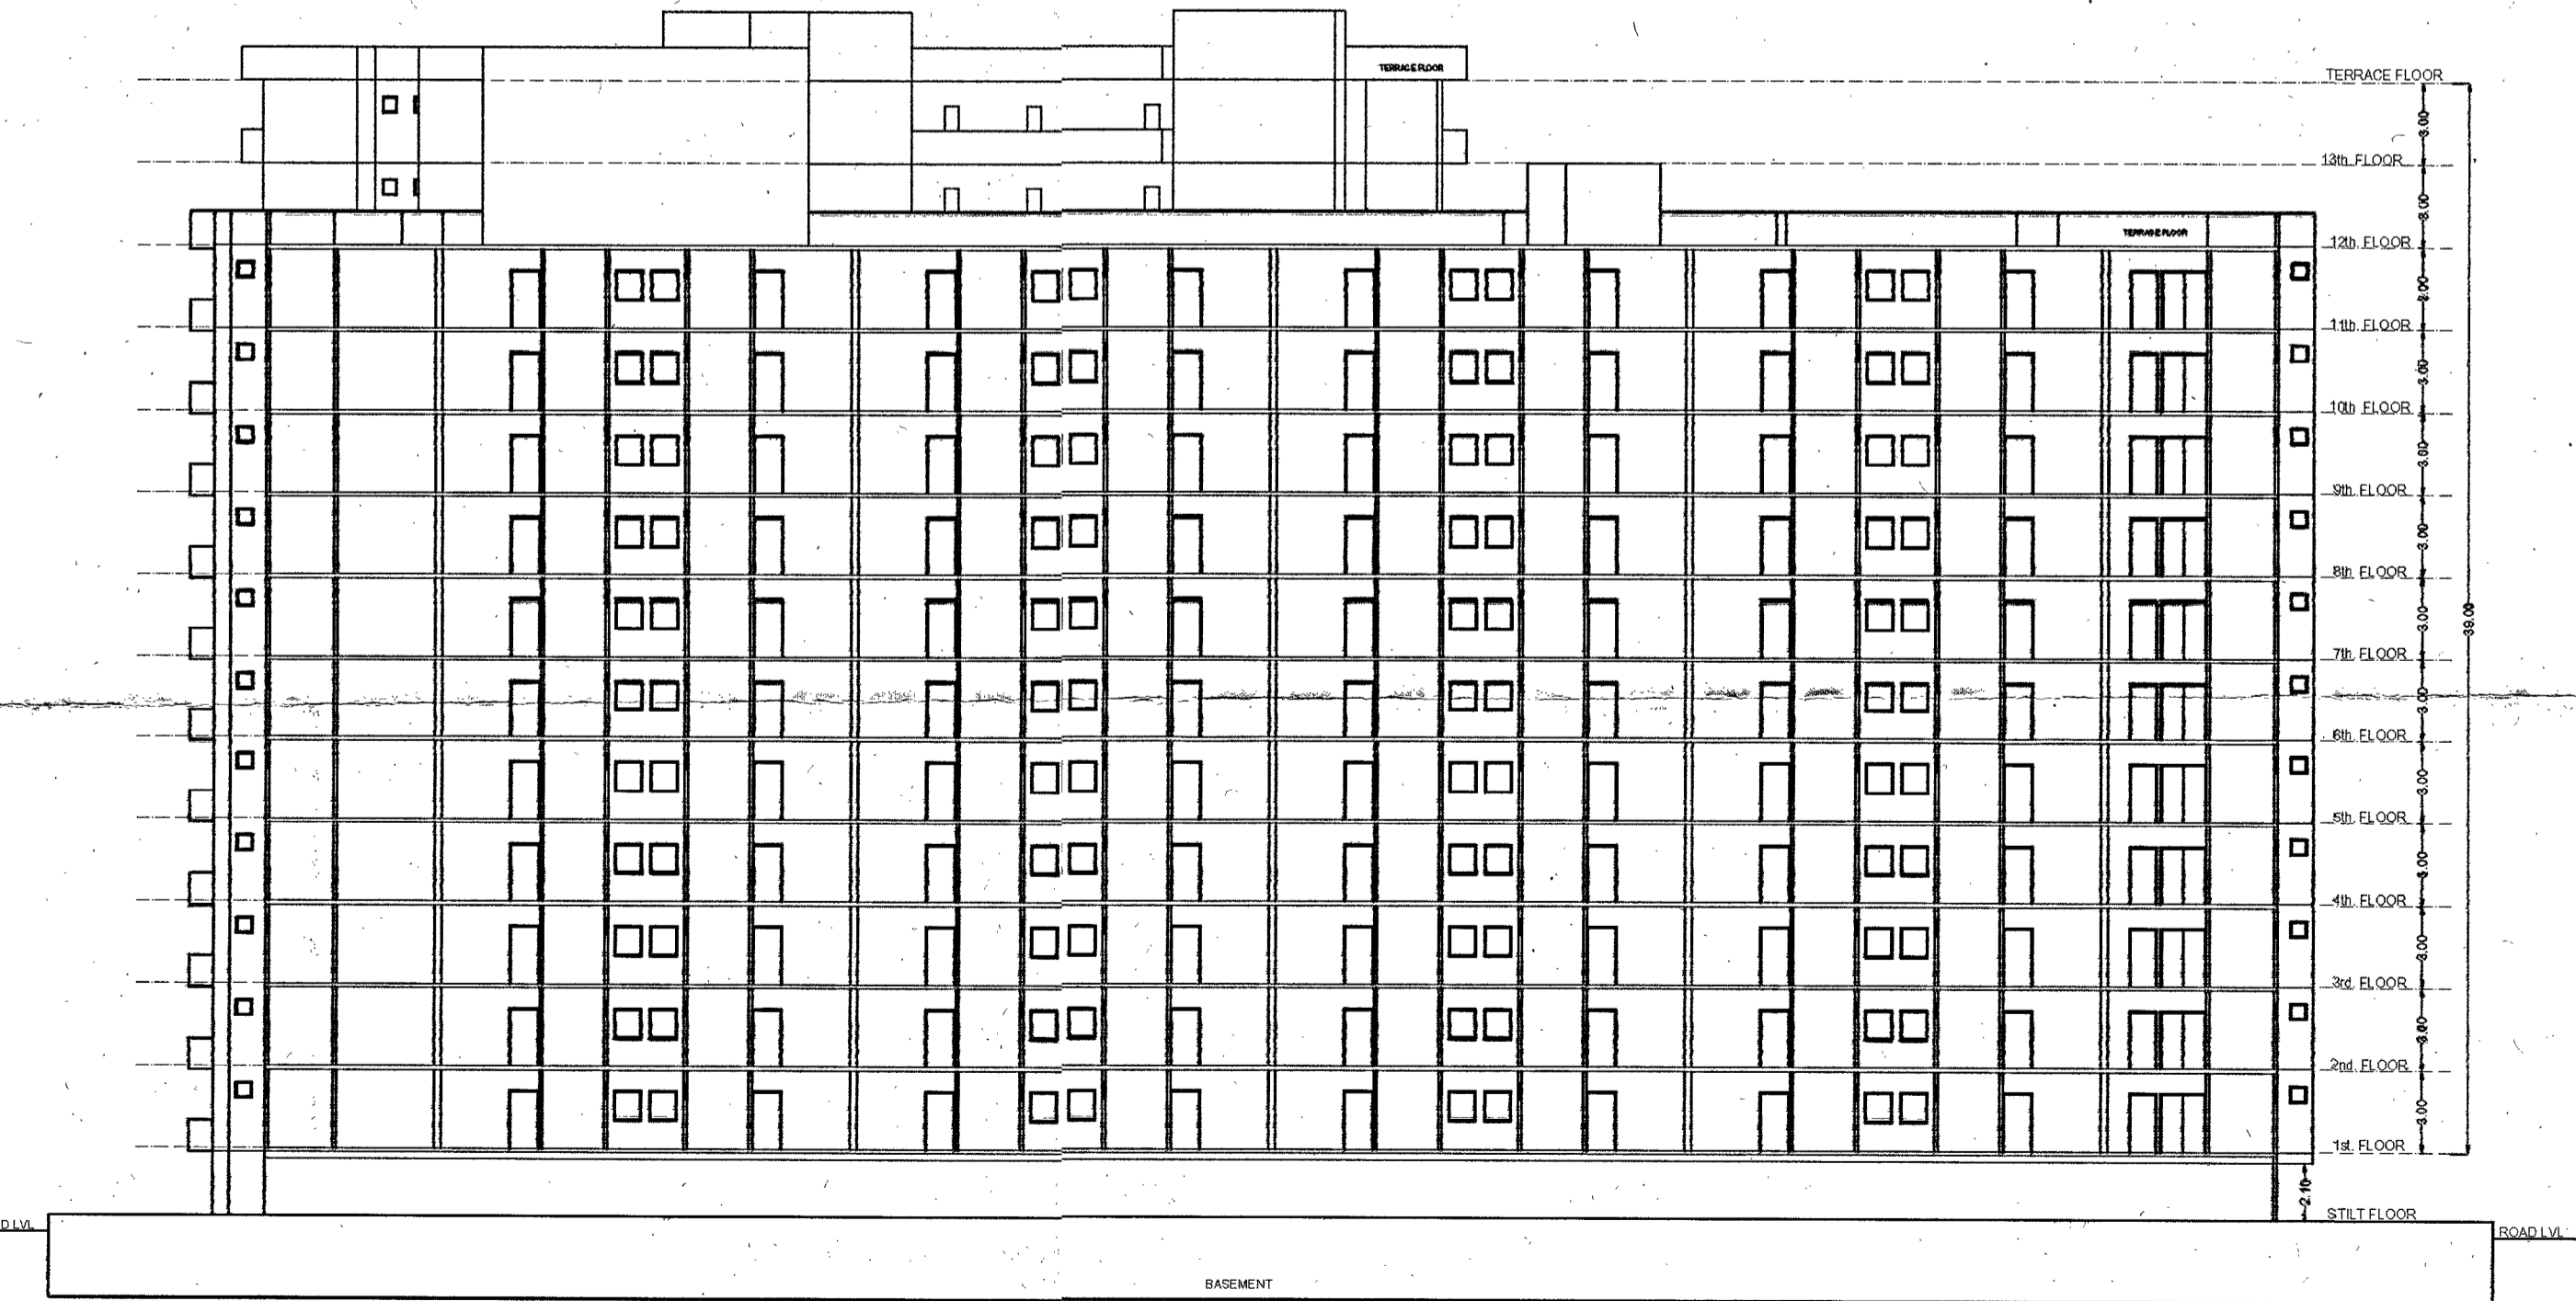 TERRACE FLOOR
TERRACE FLOOR
3.00
13th FLOOR
3.00
TERRACE FLOOR
12th FLOOR
3.00
11th FLOOR
3.00
10th FLOOR
3.00
9th FLOOR
3.00
8th FLOOR
39.00
3.00
7th FLOOR
3.00
6th FLOOR
3.00
5th FLOOR
3.00
4th FLOOR
3.00
3rd FLOOR
3.00
2nd FLOOR
3.00
1st FLOOR
2.10
STILT FLOOR
D LVL
ROAD LVL
BASEMENT